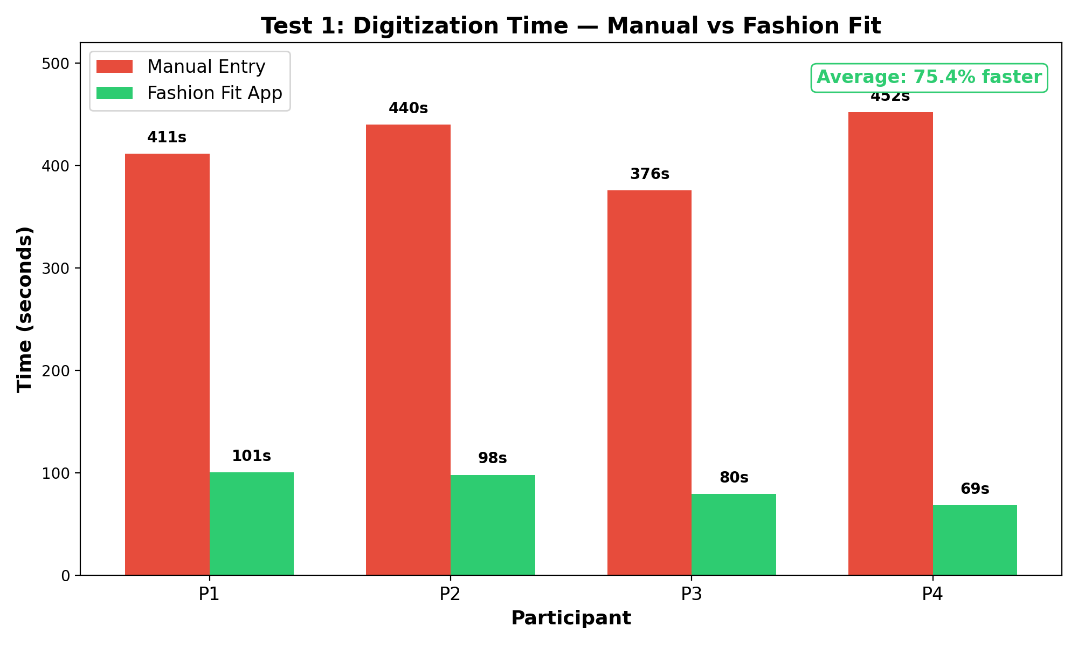 Test 1: Digitization Time — Manual vs Fashion Fit
Manual Entry
Fashion Fit App
Average: 75.4% faster
411s
440s
376s
452s
101s
98s
80s
69s
500
400
300
200
100
0
Time (seconds)
P1
P2
P3
P4
Participant